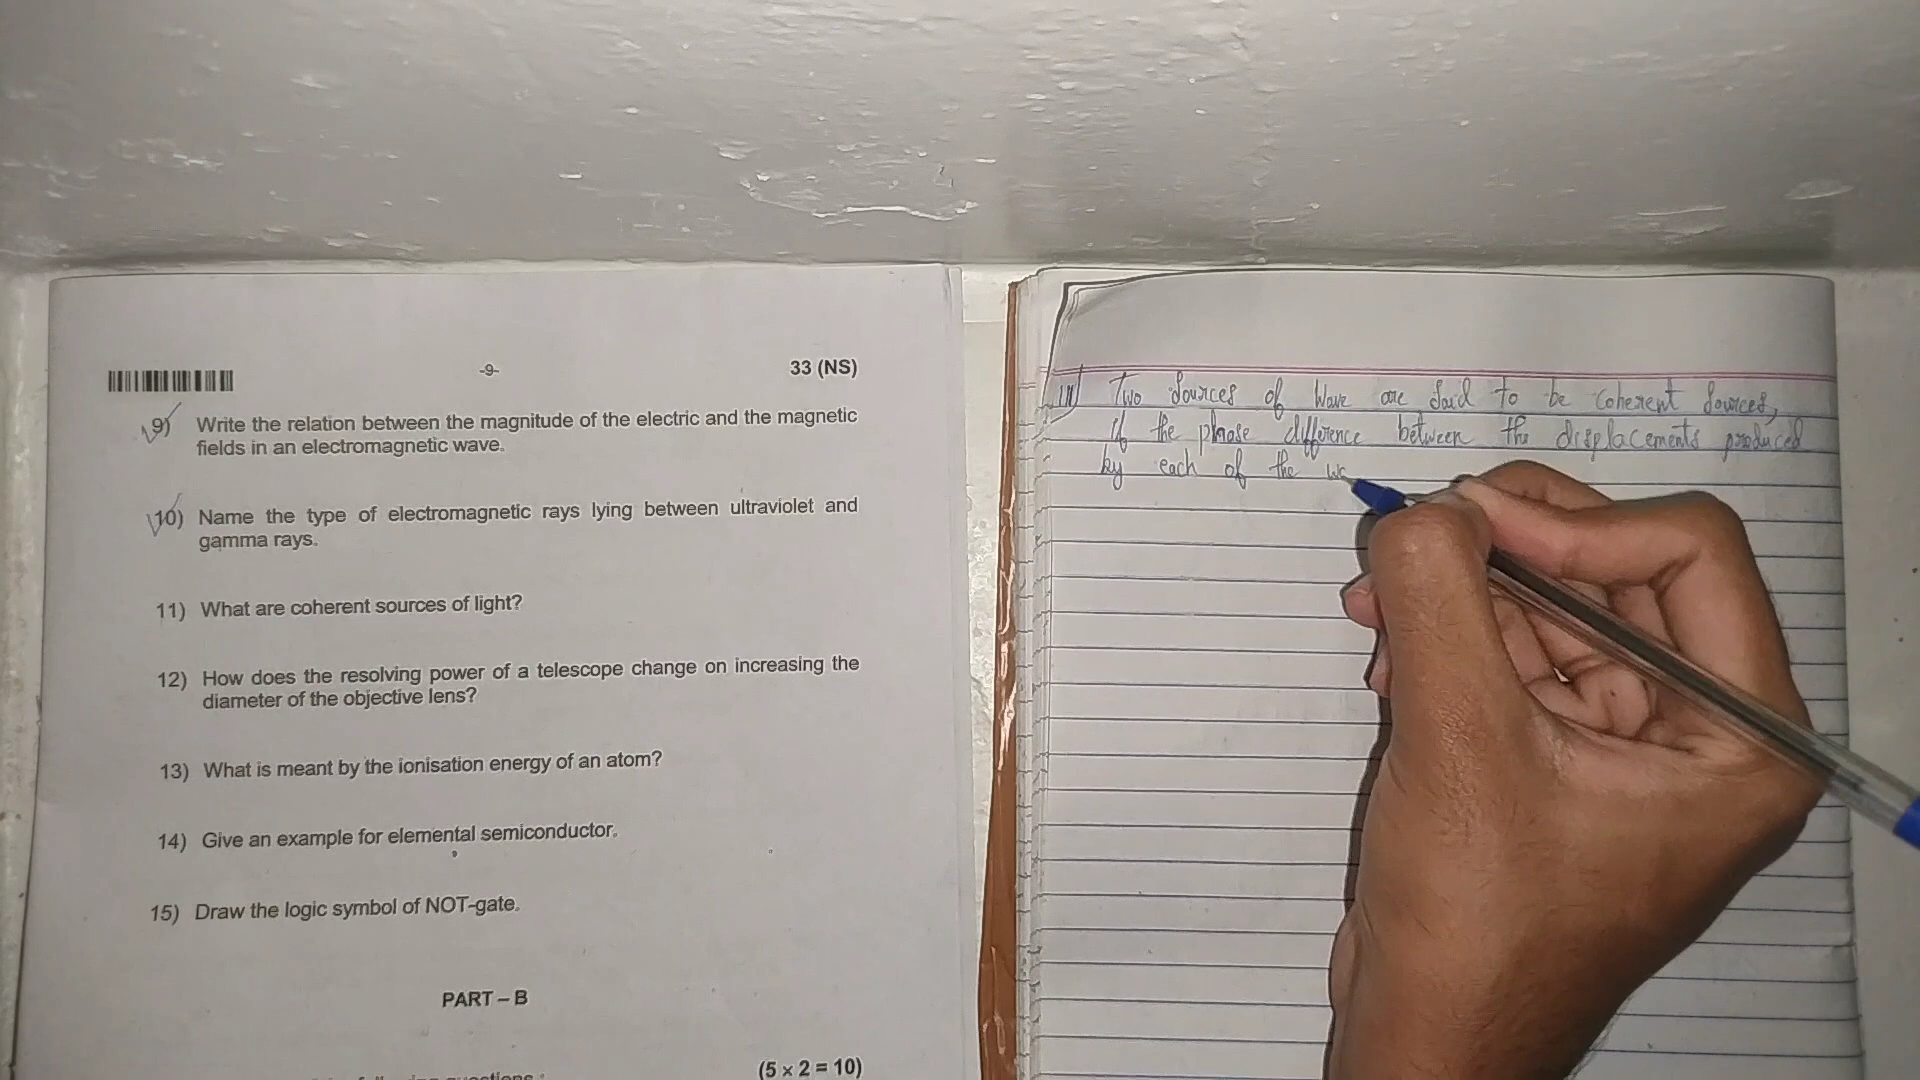 -9-
33 (NS)
9) Write the relation between the magnitude of the electric and the magnetic
fields in an electromagnetic wave.
10) Name the type of electromagnetic rays lying between ultraviolet and
gamma rays.
11) What are coherent sources of light?
12) How does the resolving power of a telescope change on increasing the
diameter of the objective lens?
13) What is meant by the ionisation energy of an atom?
14) Give an example for elemental semiconductor.
15) Draw the logic symbol of NOT-gate.
PART – B
(5 × 2 = 10)
questions :
11) Two sources of wave are said to be coherent sources,
if the phase difference between the displacements produced
by each of the